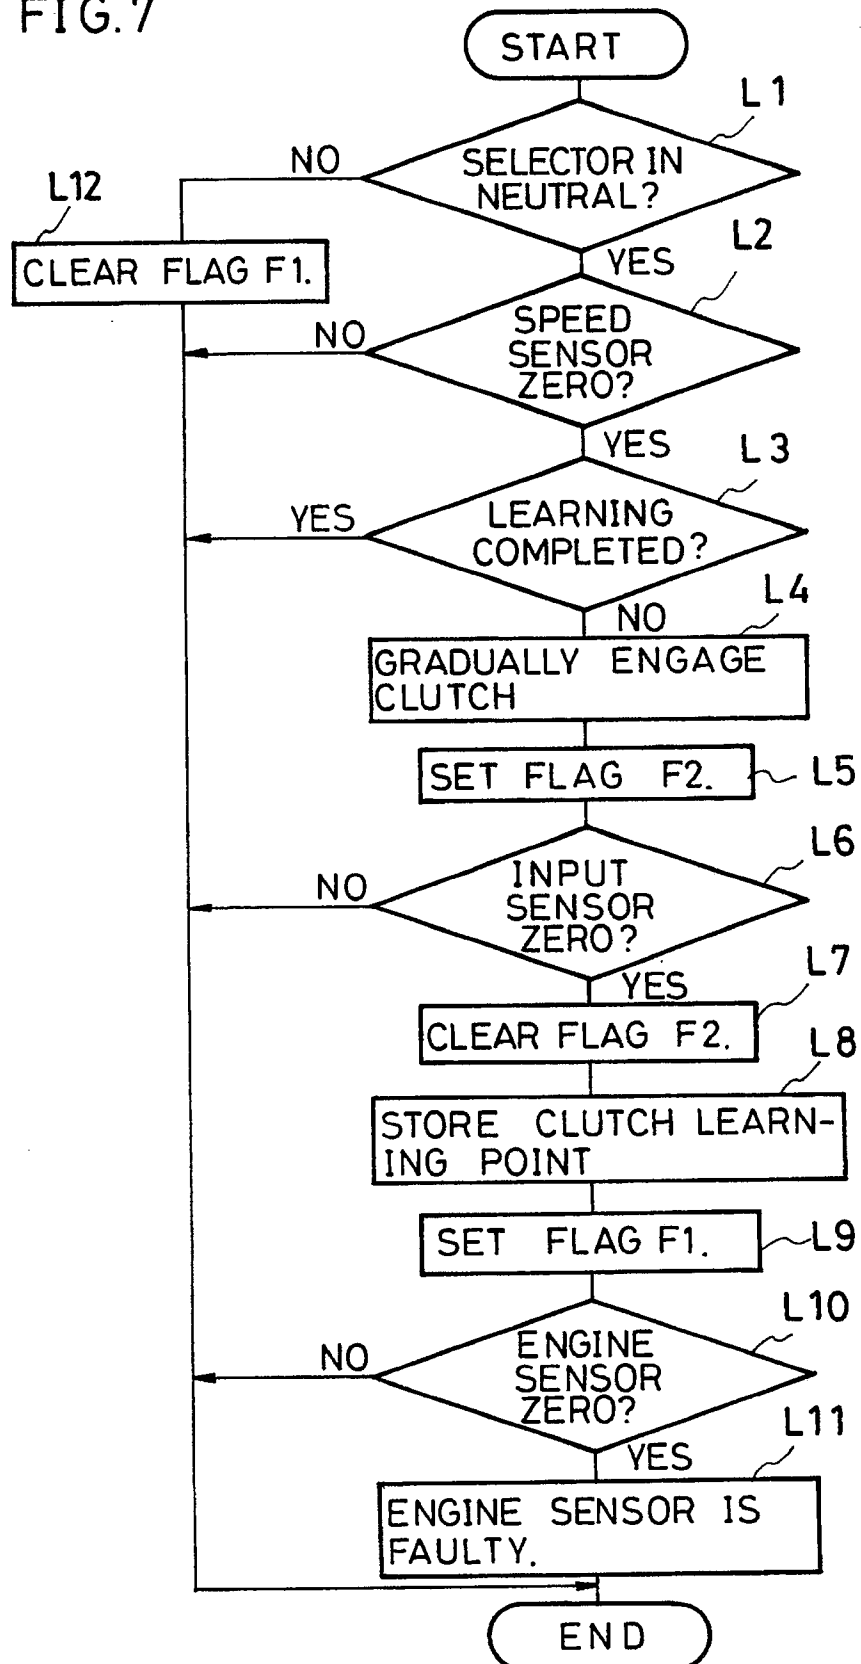 FIG. 7
START
L1
SELECTOR IN
NEUTRAL?
NO
L12
CLEAR FLAG F1.
YES
L2
SPEED
SENSOR
ZERO?
NO
YES
L3
LEARNING
COMPLETED?
YES
NO
L4
GRADUALLY ENGAGE
CLUTCH
SET FLAG F2.
L5
L6
INPUT
SENSOR
ZERO?
NO
YES
L7
CLEAR FLAG F2.
L8
STORE CLUTCH LEARN-
ING POINT
SET FLAG F1.
L9
L10
ENGINE
SENSOR
ZERO?
NO
YES
L11
ENGINE SENSOR IS
FAULTY.
END